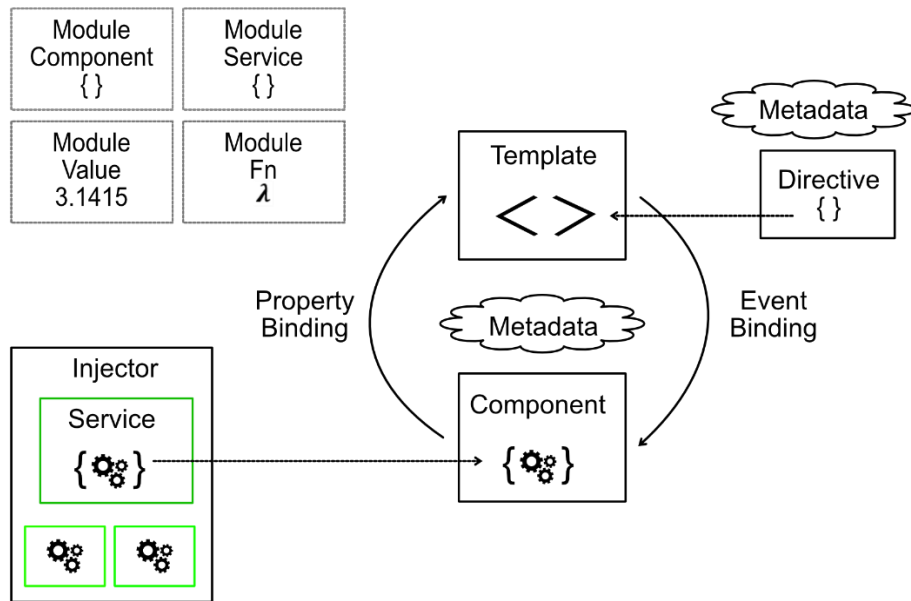 Module
Component
{ }
Module
Service
{ }
Module
Value
3.1415
Module
Fn
λ
Metadata
Template
< >
Directive
{ }
Property
Binding
Metadata
Event
Binding
Injector
Service
{ }
Component
{ }